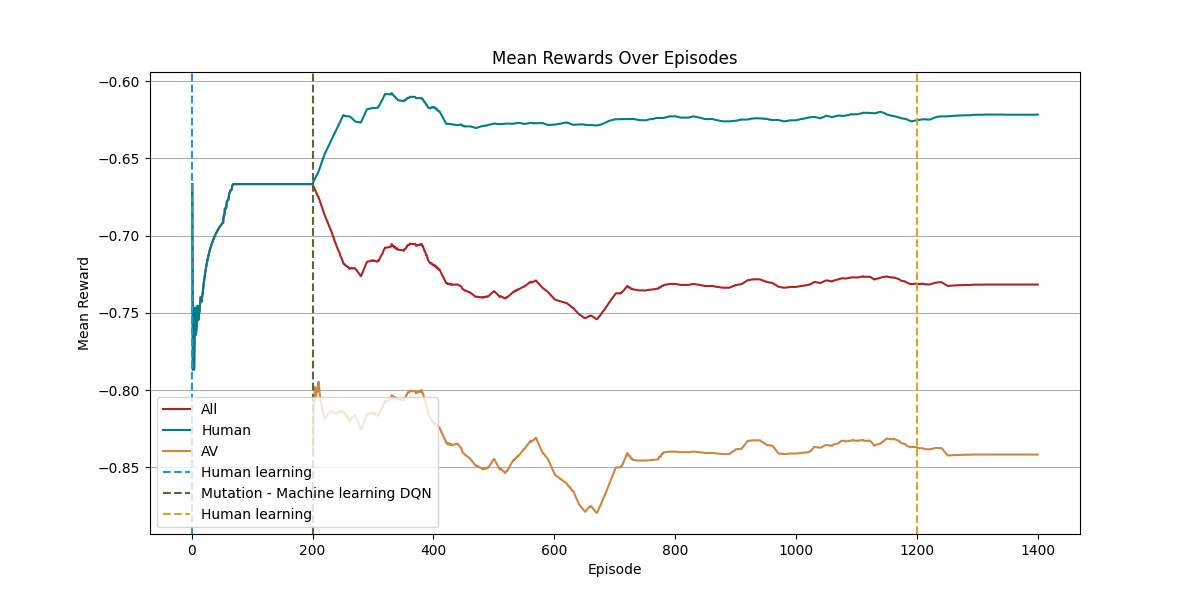 Mean Rewards Over Episodes
Mean Reward
−0.60
−0.65
−0.70
−0.75
−0.80
−0.85
All
Human
AV
Human learning
Mutation - Machine learning DQN
Human learning
0 200 400 600 800 1000 1200 1400
Episode